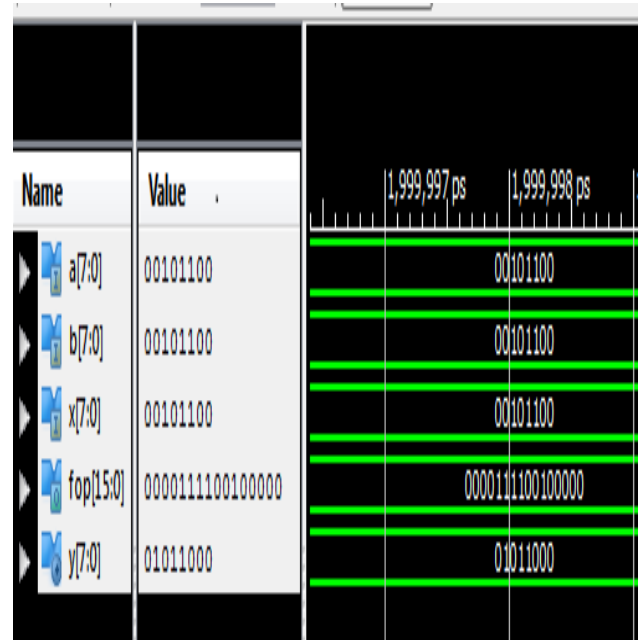 Name Value 1,999,997 ps 1,999,998 ps
a[7:0] 00101100 00101100
b[7:0] 00101100 00101100
x[7:0] 00101100 00101100
fop[15:0] 0000111100100000 0000111100100000
y[7:0] 01011000 01011000